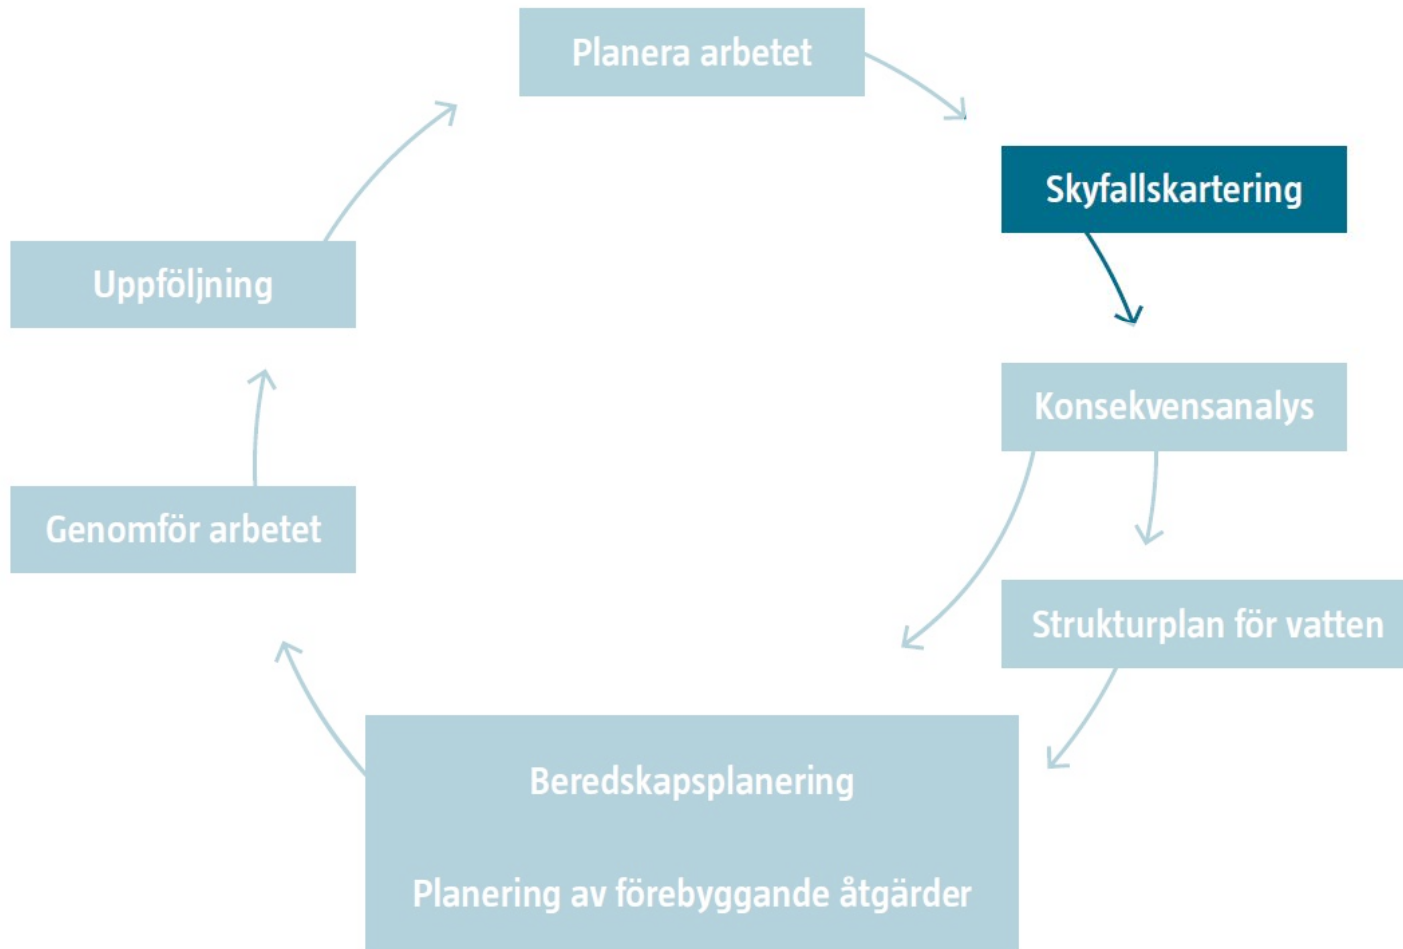 Planera arbetet
Skyfallskartering
Uppföljning
Konsekvensanalys
Genomför arbetet
Strukturplan för vatten
Beredskapsplanering
Planering av förebyggande åtgärder